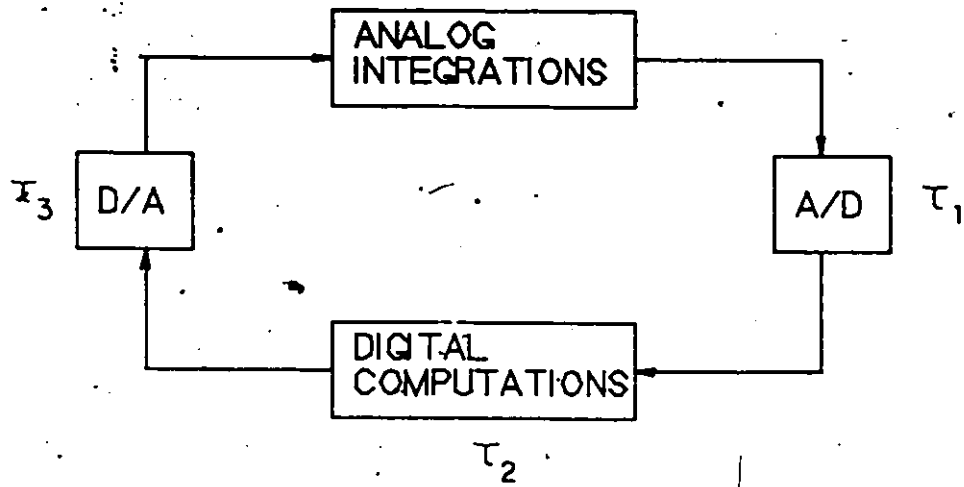 ANALOG
INTEGRATIONS
τ3
D/A
A/D
τ1
DIGITAL
COMPUTATIONS
τ2